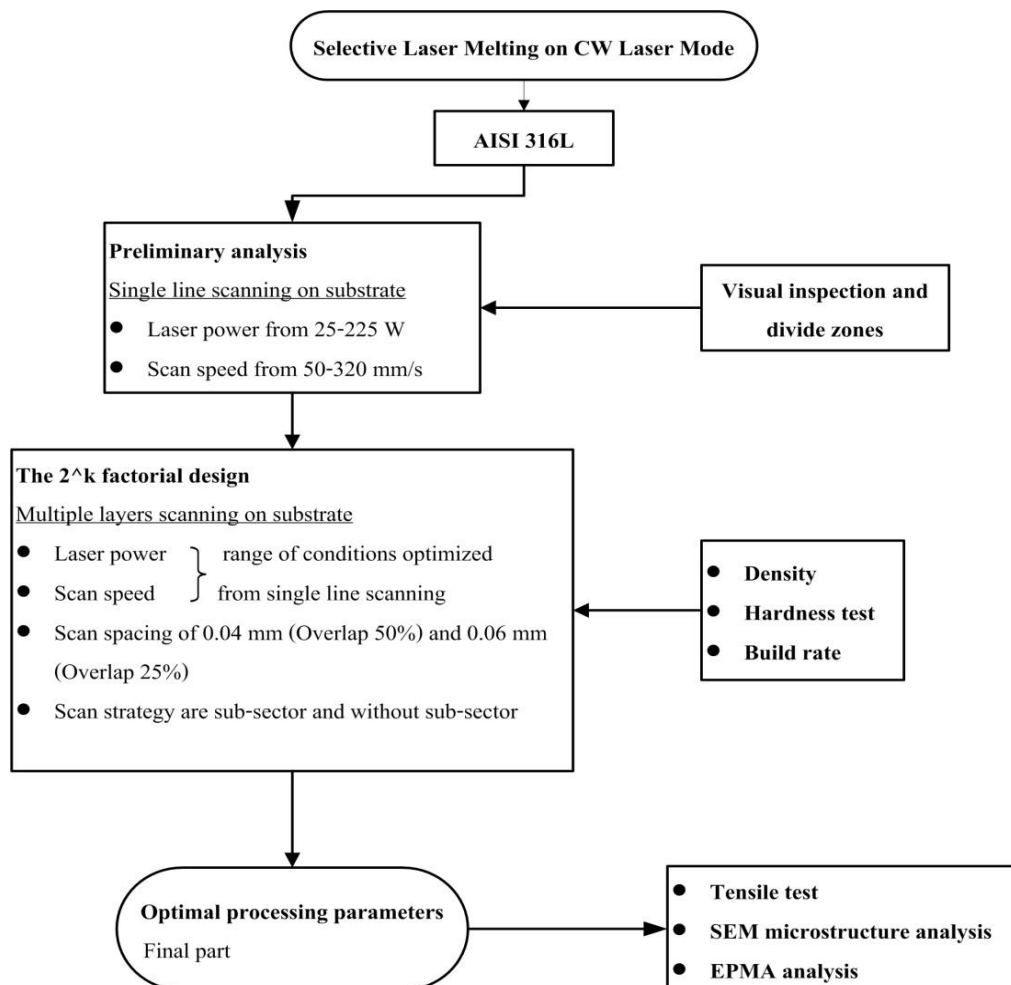 Selective Laser Melting on CW Laser Mode
AISI 316L
Preliminary analysis
Single line scanning on substrate
● Laser power from 25-225 W
● Scan speed from 50-320 mm/s
Visual inspection and
divide zones
The 2^k factorial design
Multiple layers scanning on substrate
● Laser power } range of conditions optimized
● Scan speed from single line scanning
● Scan spacing of 0.04 mm (Overlap 50%) and 0.06 mm
(Overlap 25%)
● Scan strategy are sub-sector and without sub-sector
● Density
● Hardness test
● Build rate
Optimal processing parameters
Final part
● Tensile test
● SEM microstructure analysis
● EPMA analysis